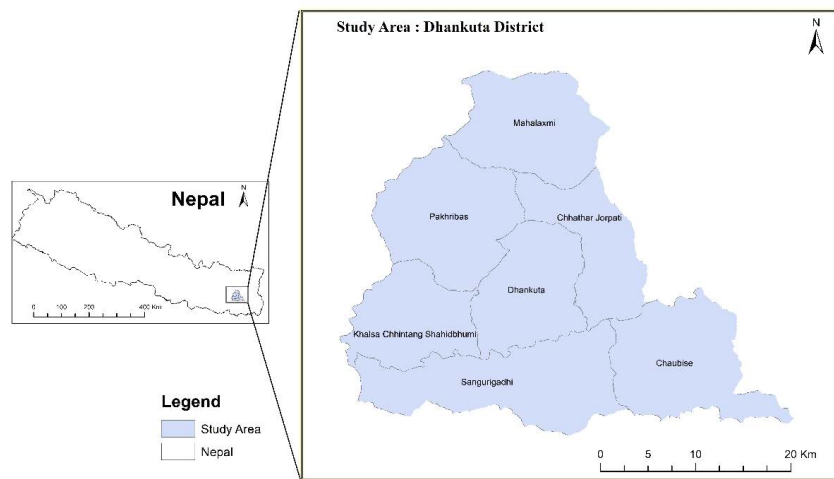 Study Area : Dhankuta District
N
Mahalaxmi
Pakhribas
Chhathar Jorpati
Dhankuta
Khalsa Chhintang Shahidbhumi
Chaubise
Sangurigadhi
0 5 10 20 Km
Nepal
N
0 100 200 400 Km
Legend
Study Area
Nepal